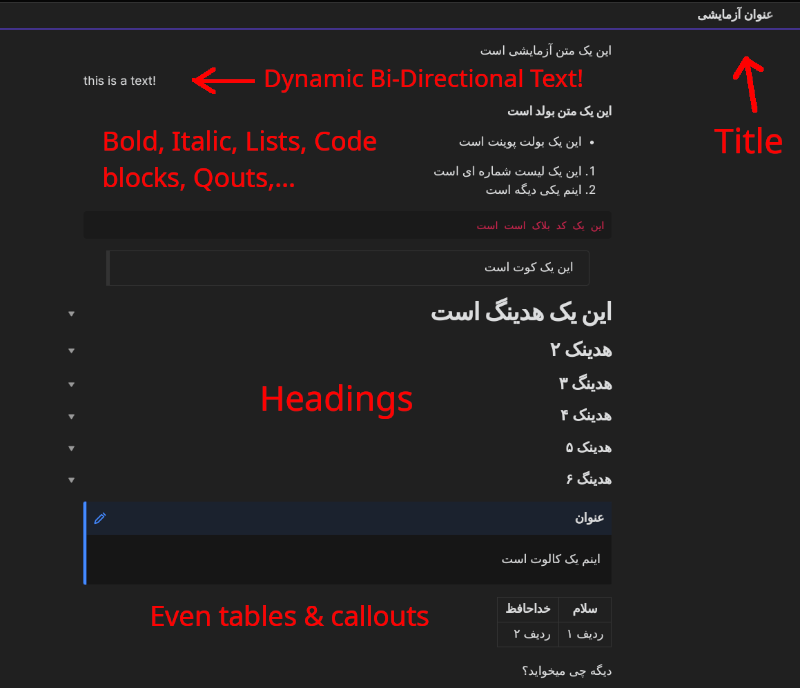 عنوان آزمایشی
این یک متن آزمایشی است
this is a text!
Dynamic Bi-Directional Text!
این یک متن بولد است
Title
Bold, Italic, Lists, Code
blocks, Qouts,...
• این یک بولت پوینت است
1. این یک لیست شماره ای است
2. اینم یکی دیگه است
این یک کد بلاک است است
این یک کوت است
این یک هدینگ است
هدینک ۲
هدینگ ۳
Headings
هدینک ۴
هدینک ۵
هدینگ ۶
عنوان
اینم یک کالوت است
Even tables & callouts
سلام خداحافظ
ردیف ۱ ردیف ۲
دیگه چی میخواید؟